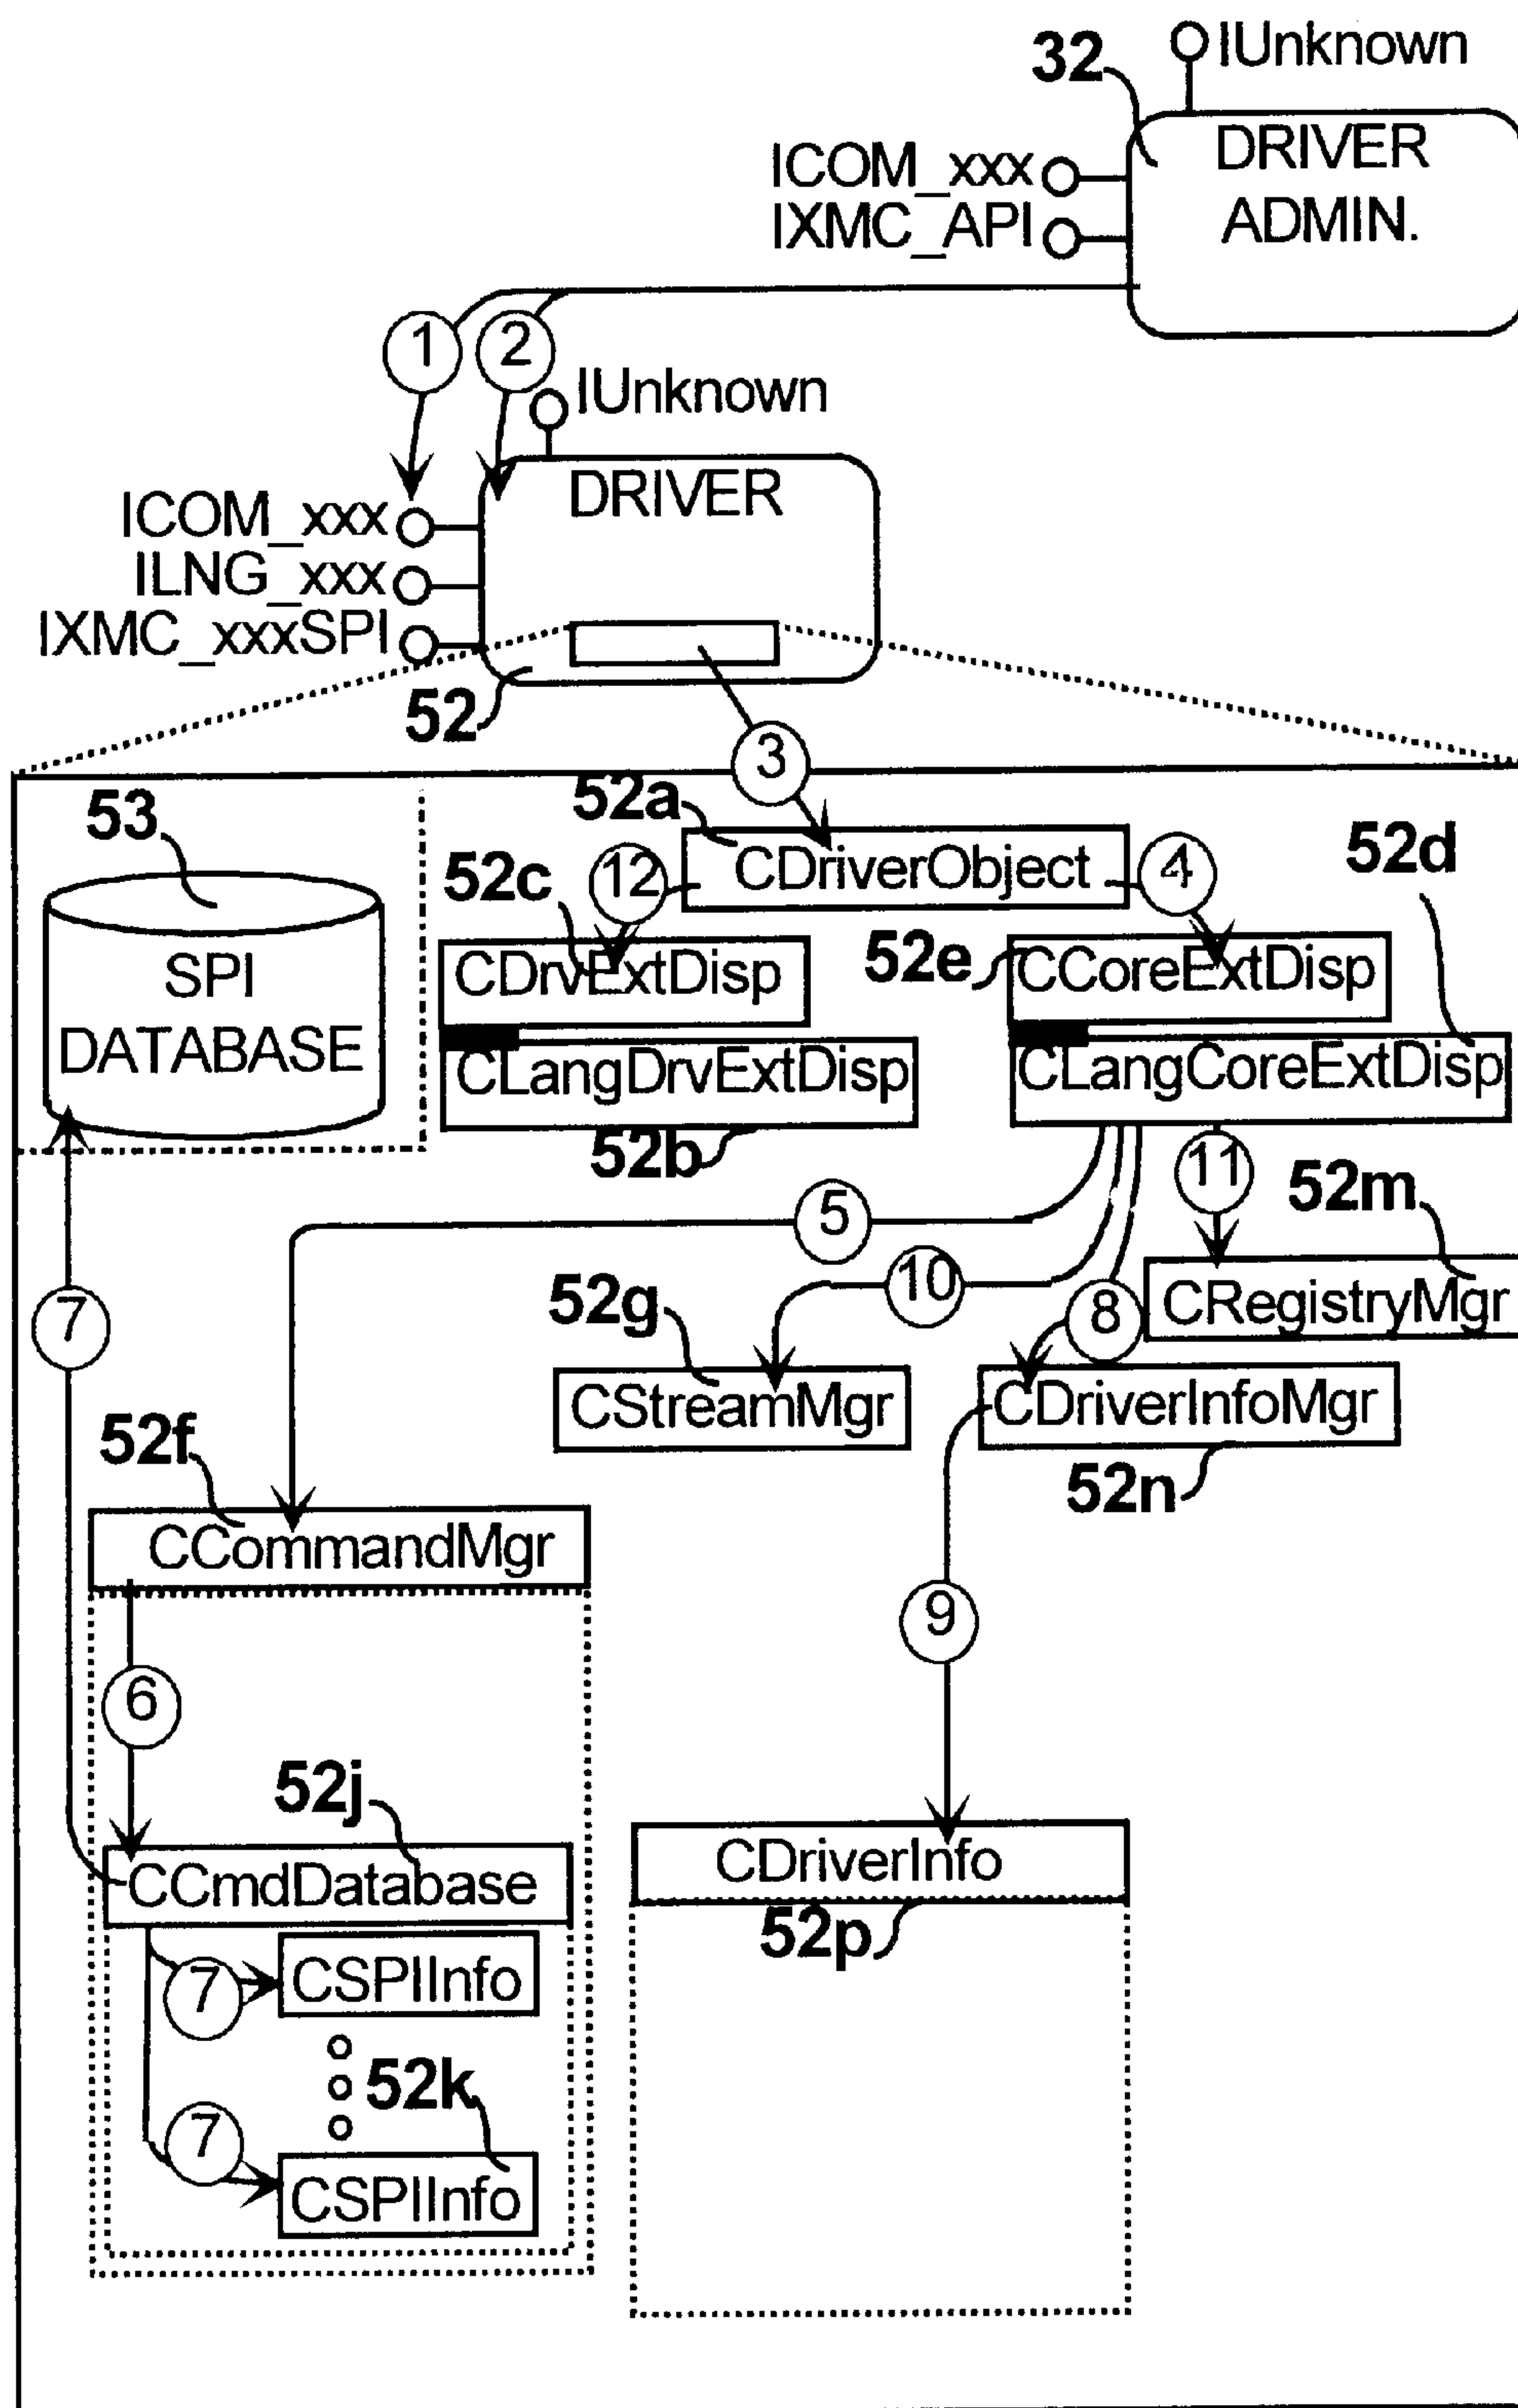 IUnknown
32
DRIVER
ADMIN.
ICOM_xxx
IXMC_API
1
2
IUnknown
DRIVER
ICOM_xxx
ILNG_xxx
IXMC_xxxSPI
52
3
53
52a
CDriverObject
52c
12
4
52d
SPI
DATABASE
CDrvExtDisp
52e
CCoreExtDisp
CLangDrvExtDisp
CLangCoreExtDisp
52b
11
52m
5
10
52g
8
CRegistryMgr
7
CStreamMgr
CDriverInfoMgr
52f
52n
CCommandMgr
9
6
52j
CCmdDatabase
CDriverInfo
52p
7
CSPIInfo
52k
7
CSPIInfo